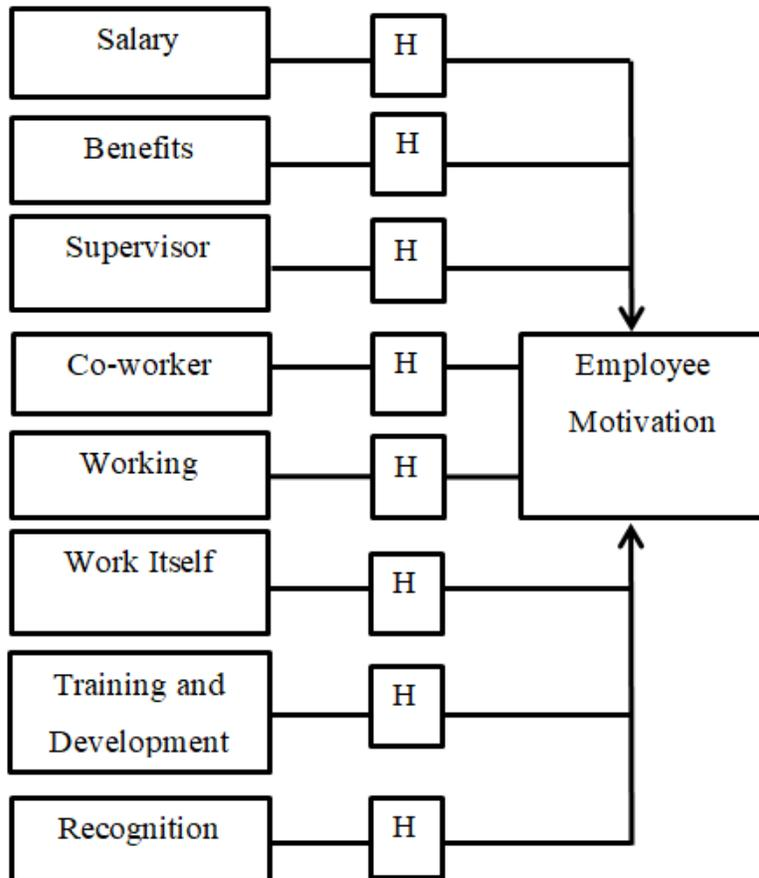 Salary
H
Benefits
H
Supervisor
H
Co-worker
H
Employee
Motivation
Working
H
Work Itself
H
Training and
Development
H
Recognition
H